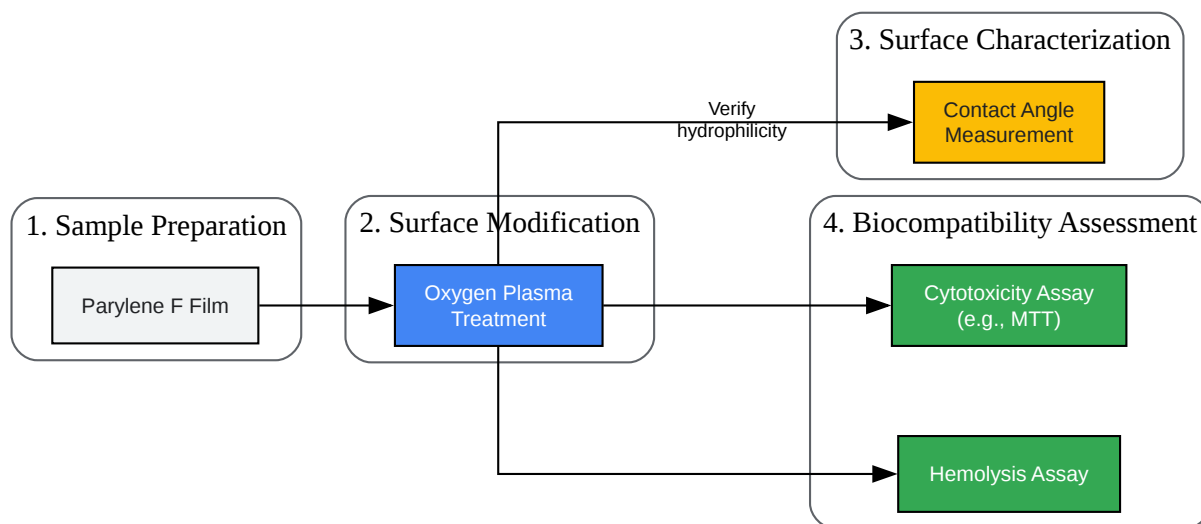 3. Surface Characterization
Contact Angle
Measurement
Verify
hydrophilicity
1. Sample Preparation
Parylene F Film
2. Surface Modification
Oxygen Plasma
Treatment
4. Biocompatibility Assessment
Cytotoxicity Assay
(e.g., MTT)
Hemolysis Assay